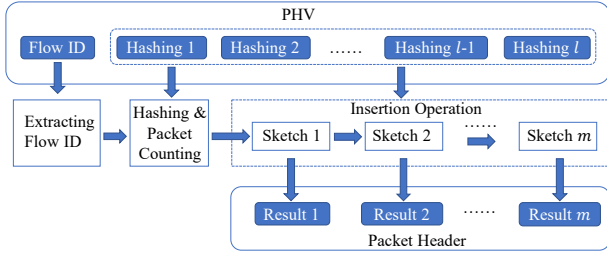 PHV
Flow ID Hashing 1 Hashing 2 ...... Hashing l-1 Hashing l
Extracting Flow ID
Hashing & Packet Counting
Insertion Operation
Sketch 1 Sketch 2 ...... Sketch m
Result 1 Result 2 ...... Result m
Packet Header